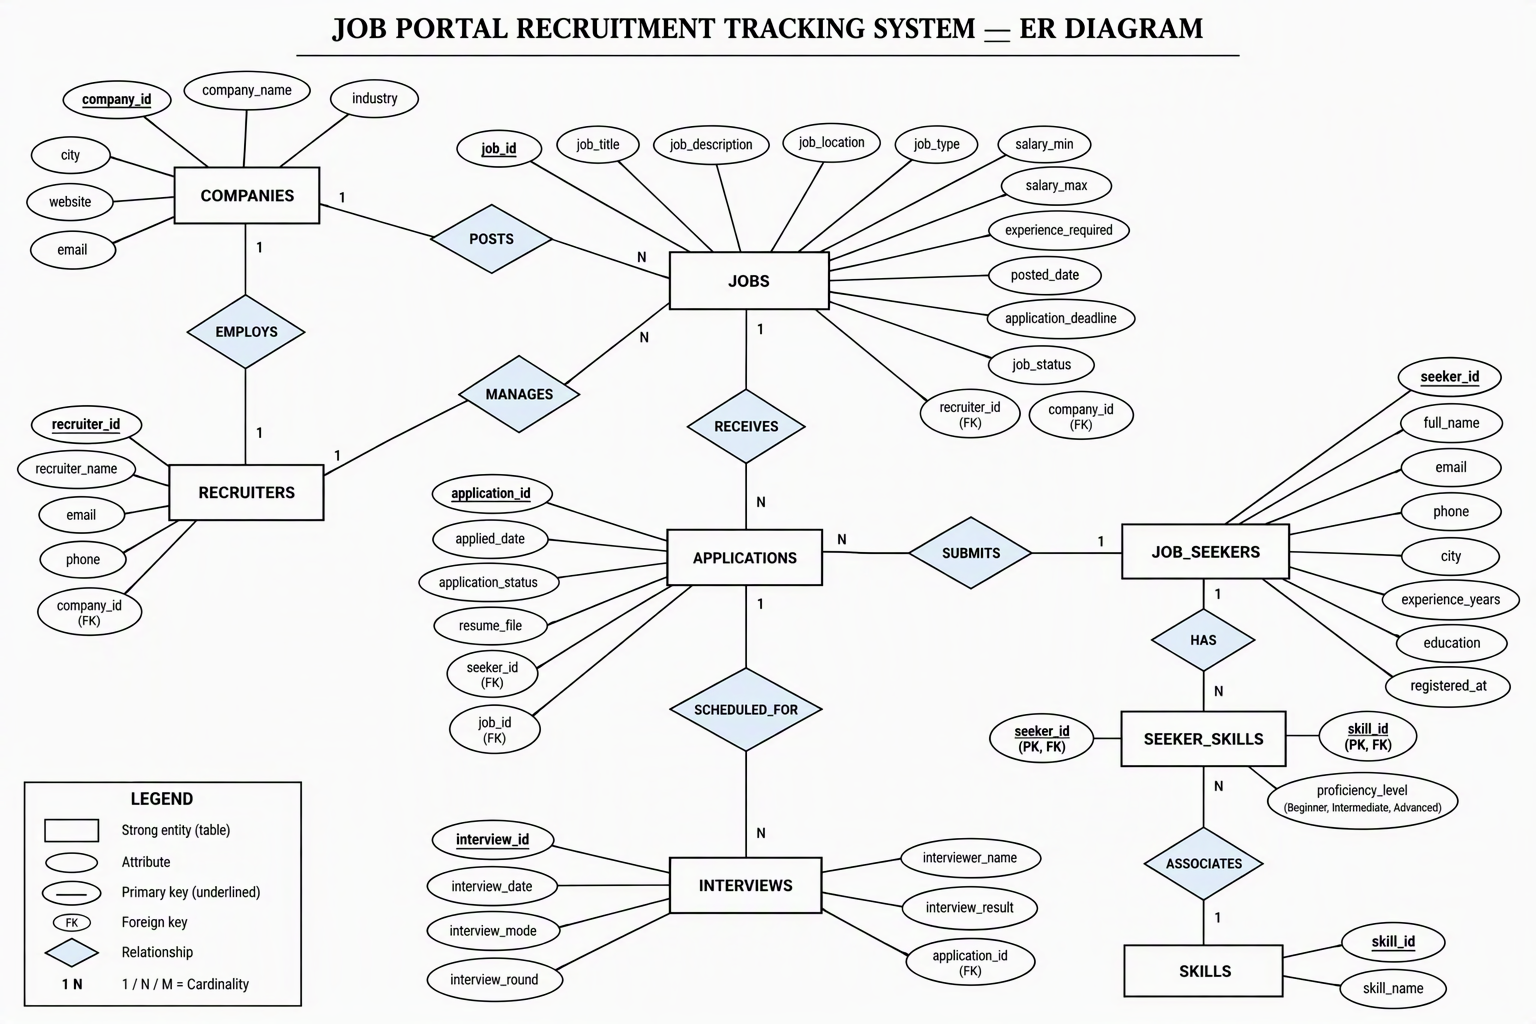 JOB PORTAL RECRUITMENT TRACKING SYSTEM — ER DIAGRAM
company_id
company_name
industry
city
website
email
COMPANIES
1
1
POSTS
N
EMPLOYS
1
job_id
job_title
job_description
job_location
job_type
salary_min
salary_max
experience_required
posted_date
application_deadline
job_status
recruiter_id
(FK)
company_id
(FK)
JOBS
N
1
MANAGES
1
RECEIVES
N
recruiter_id
recruiter_name
email
phone
company_id
(FK)
RECRUITERS
application_id
applied_date
application_status
resume_file
seeker_id
(FK)
job_id
(FK)
APPLICATIONS
N
SUBMITS
1
1
SCHEDULED_FOR
N
seeker_id
full_name
email
phone
city
experience_years
education
registered_at
JOB_SEEKERS
1
HAS
N
seeker_id
(PK, FK)
SEEKER_SKILLS
skill_id
(PK, FK)
proficiency_level
(Beginner, Intermediate, Advanced)
N
ASSOCIATES
1
SKILLS
skill_id
skill_name
interview_id
interview_date
interview_mode
interview_round
INTERVIEWS
interviewer_name
interview_result
application_id
(FK)
LEGEND
Strong entity (table)
Attribute
Primary key (underlined)
FK
Foreign key
Relationship
1 N
1 / N / M = Cardinality